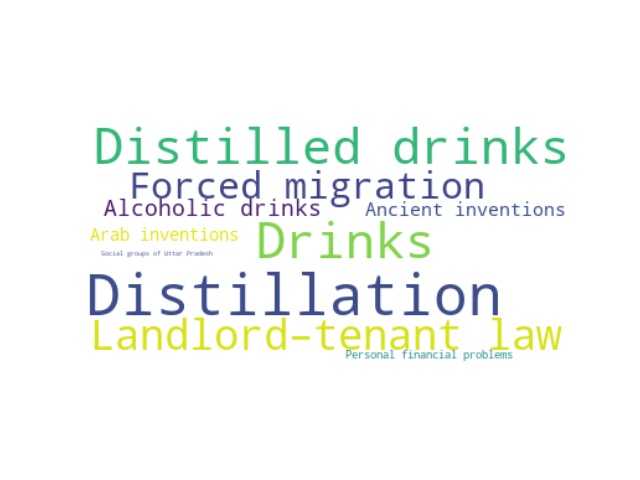 Distilled drinks
Forced migration
Alcoholic drinks
Ancient inventions
Arab inventions
Drinks
Social groups of Uttar Pradesh
Distillation
Landlord–tenant law
Personal financial problems